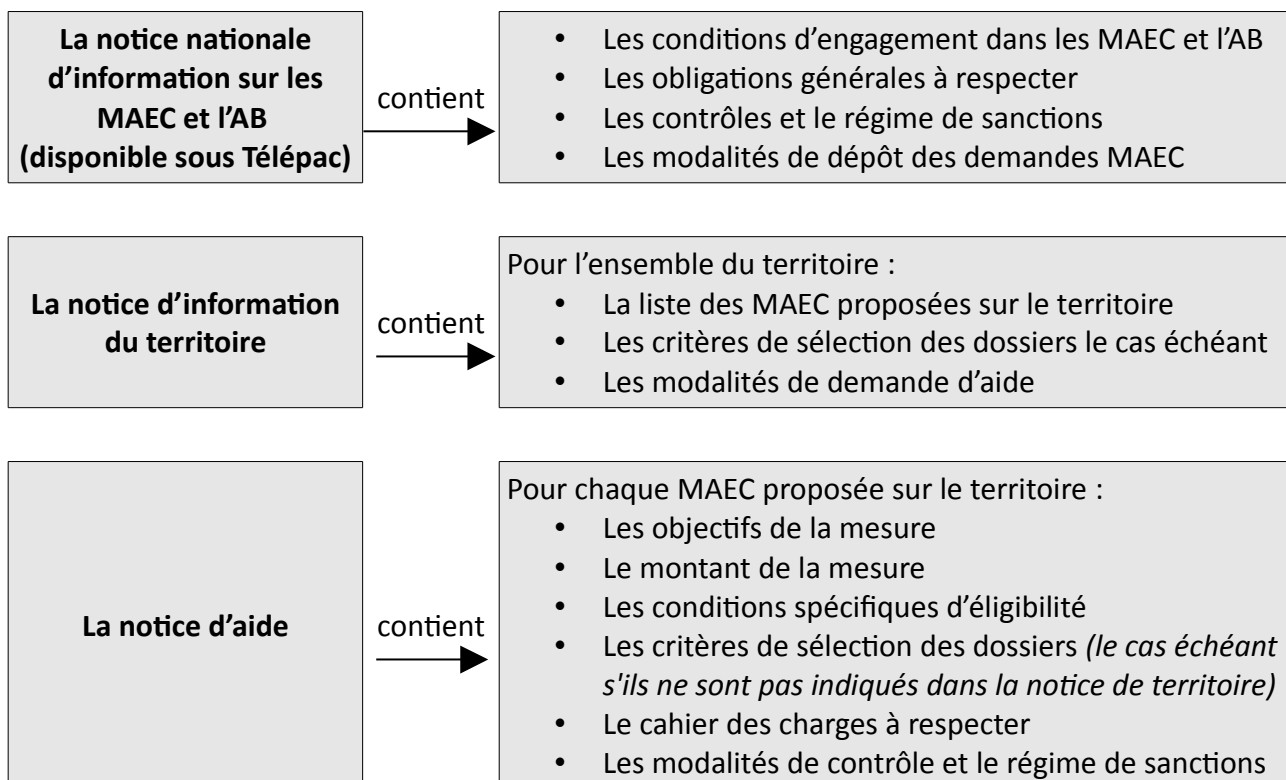 La notice nationale
d’information sur les
MAEC et l’AB
(disponible sous Télépac)
contient
• Les conditions d’engagement dans les MAEC et l’AB
• Les obligations générales à respecter
• Les contrôles et le régime de sanctions
• Les modalités de dépôt des demandes MAEC
La notice d’information
du territoire
contient
Pour l’ensemble du territoire :
• La liste des MAEC proposées sur le territoire
• Les critères de sélection des dossiers le cas échéant
• Les modalités de demande d’aide
La notice d’aide
contient
Pour chaque MAEC proposée sur le territoire :
• Les objectifs de la mesure
• Le montant de la mesure
• Les conditions spécifiques d’éligibilité
• Les critères de sélection des dossiers (le cas échéant
s'ils ne sont pas indiqués dans la notice de territoire)
• Le cahier des charges à respecter
• Les modalités de contrôle et le régime de sanctions